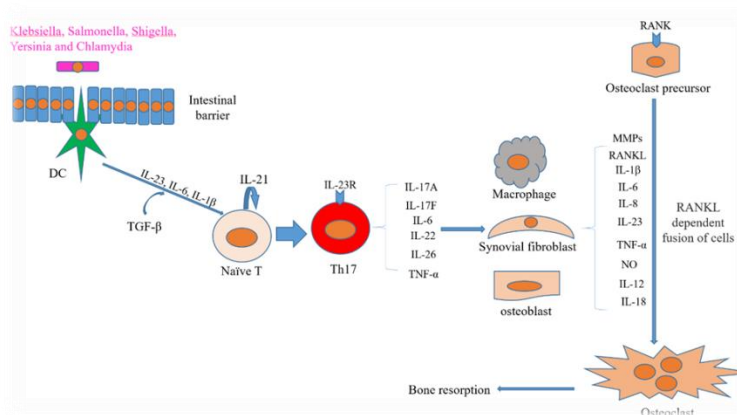 Klebsiella, Salmonella, Shigella,
Yersinia and Chlamydia
Intestinal
barrier
DC
IL-23, IL-6, IL-1β
TGF-β
IL-21
Naïve T
IL-23R
Th17
IL-17A
IL-17F
IL-6
IL-22
IL-26
TNF-α
Macrophage
Synovial fibroblast
osteoblast
MMPs
RANKL
IL-1β
IL-6
IL-8
IL-23
TNF-α
NO
IL-12
IL-18
RANK
Osteoclast precursor
RANKL
dependent
fusion of cells
Osteoclast
Bone resorption